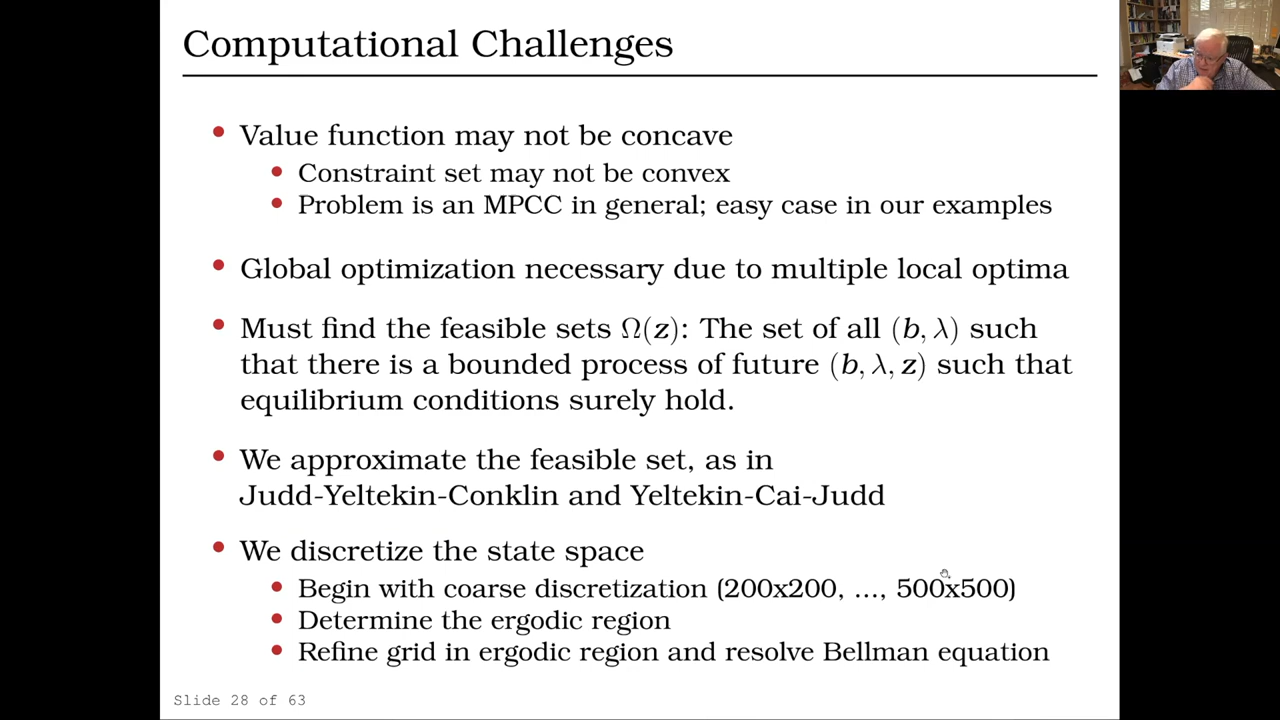 Computational Challenges
• Value function may not be concave
• Constraint set may not be convex
• Problem is an MPCC in general; easy case in our examples
• Global optimization necessary due to multiple local optima
• Must find the feasible sets Ω(z): The set of all (b, λ) such
that there is a bounded process of future (b, λ, z) such that
equilibrium conditions surely hold.
• We approximate the feasible set, as in
Judd-Yeltekin-Conklin and Yeltekin-Cai-Judd
• We discretize the state space
• Begin with coarse discretization (200x200, ..., 500x500)
• Determine the ergodic region
• Refine grid in ergodic region and resolve Bellman equation
Slide 28 of 63